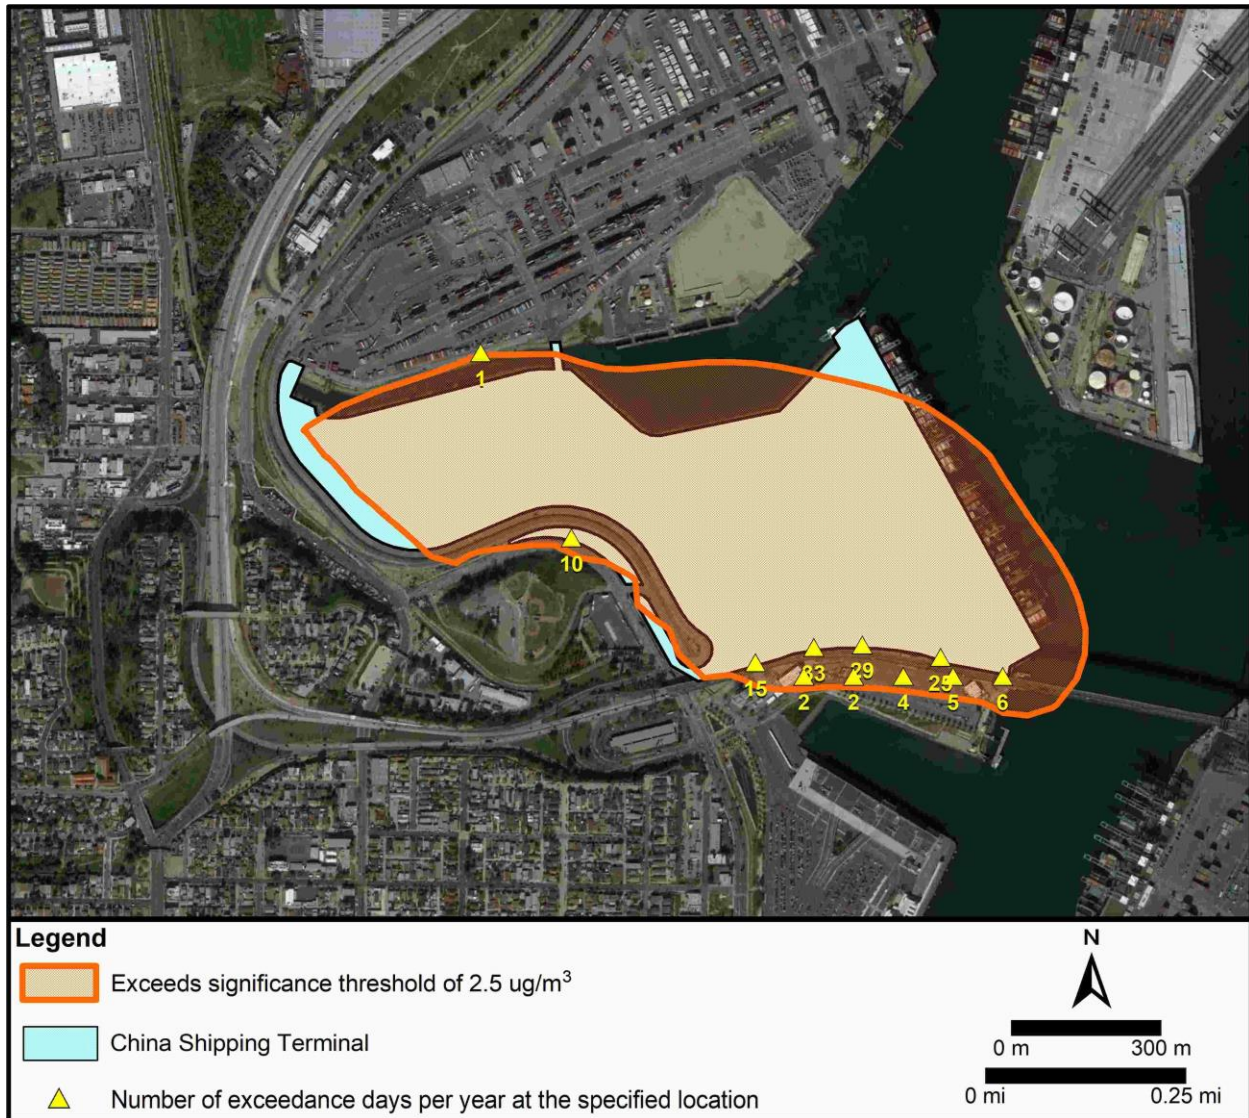 1
10
15
33
29
25
2
2
4
5
6
Legend
Exceeds significance threshold of 2.5 ug/m³
China Shipping Terminal
Number of exceedance days per year at the specified location
N
0 m 300 m
0 mi 0.25 mi